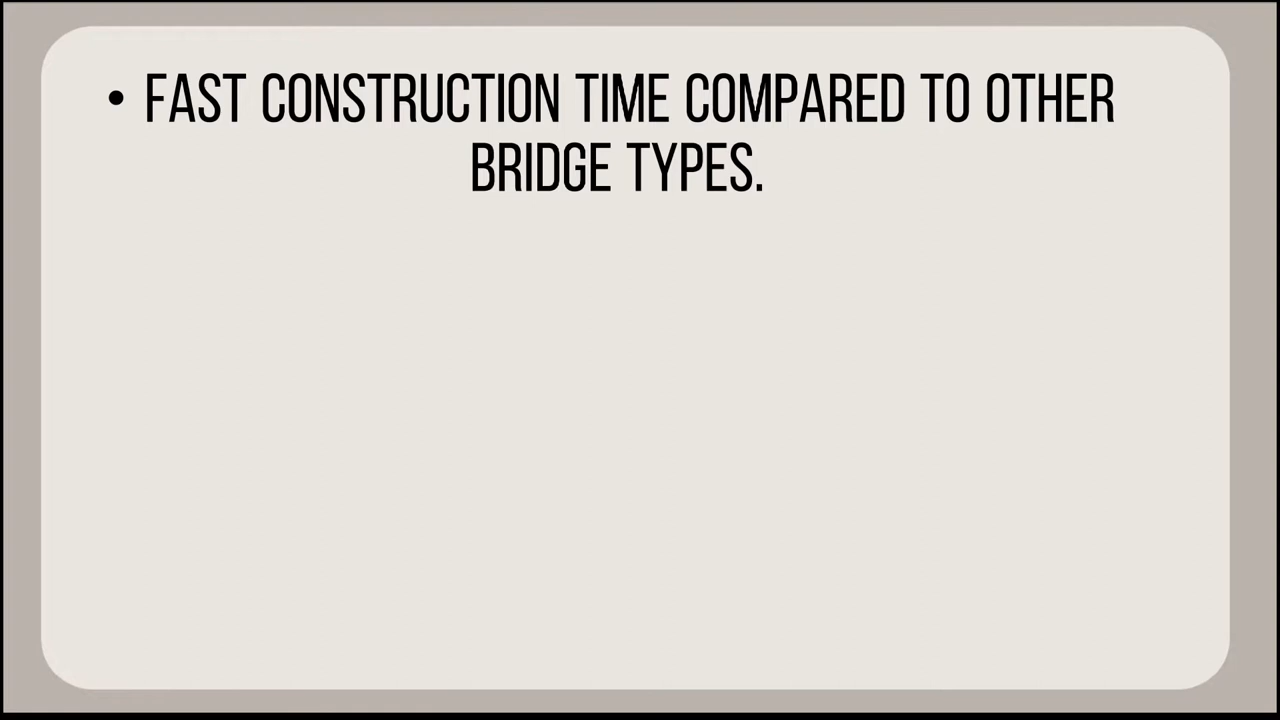 • FAST CONSTRUCTION TIME COMPARED TO OTHER
BRIDGE TYPES.